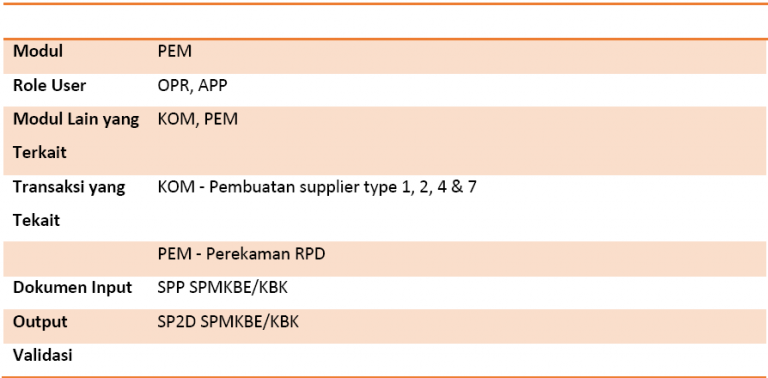 Modul PEM
Role User OPR, APP
Modul Lain yang KOM, PEM
Terkait
Transaksi yang KOM - Pembuatan supplier type 1, 2, 4 & 7
Tekait
PEM - Perekaman RPD
Dokumen Input SPP SPMKBE/KBK
Output SP2D SPMKBE/KBK
Validasi